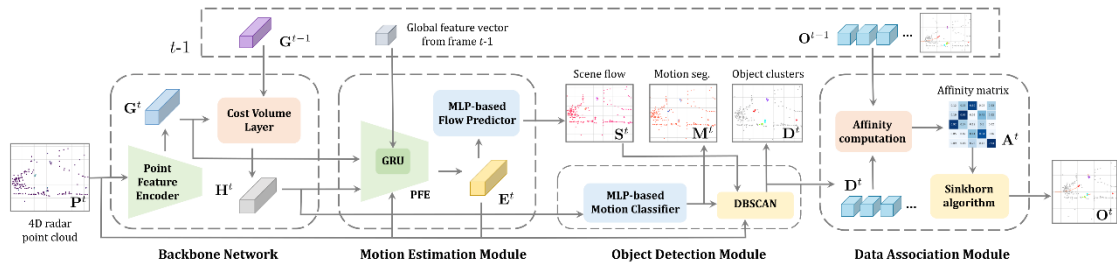 t-1
G^{t-1}
Global feature vector
from frame t-1
O^{t-1}
...
P^t
4D radar
point cloud
G^t
Point
Feature
Encoder
Cost Volume
Layer
H^t
Backbone Network
GRU
PFE
MLP-based
Flow Predictor
E^t
Motion Estimation Module
Scene flow
S^t
Motion seg.
M^t
Object clusters
D^t
MLP-based
Motion Classifier
DBSCAN
Object Detection Module
Affinity
computation
Affinity matrix
A^t
D^t
...
Sinkhorn
algorithm
Data Association Module
O^t